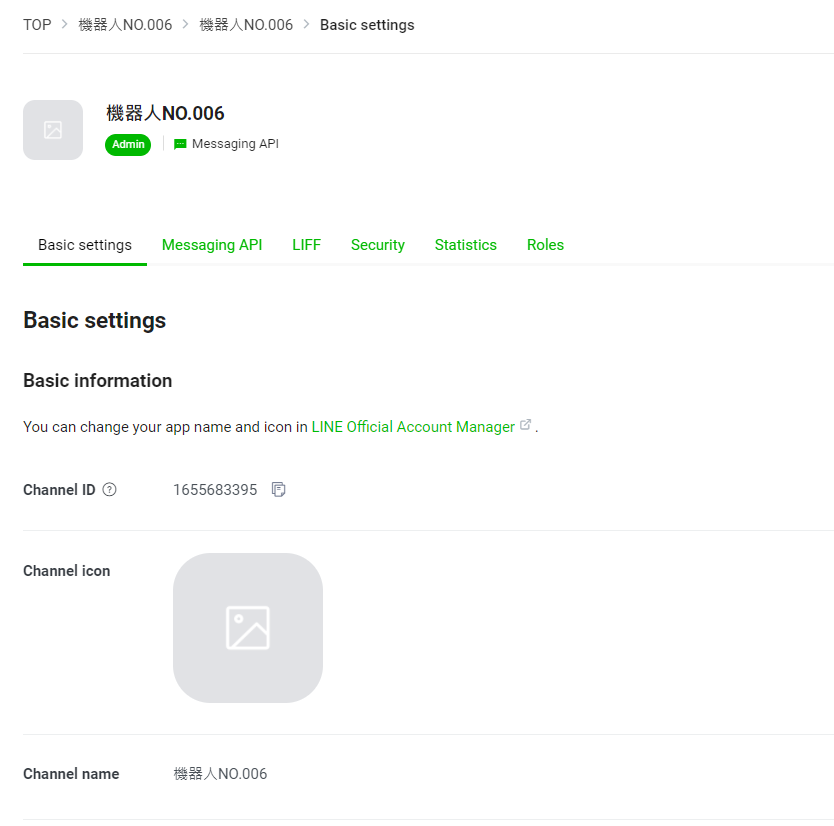 TOP > 機器人NO.006 > 機器人NO.006 > Basic settings
機器人NO.006
Admin Messaging API
Basic settings Messaging API LIFF Security Statistics Roles
Basic settings
Basic information
You can change your app name and icon in LINE Official Account Manager .
Channel ID ? 1655683395
Channel icon
Channel name 機器人NO.006